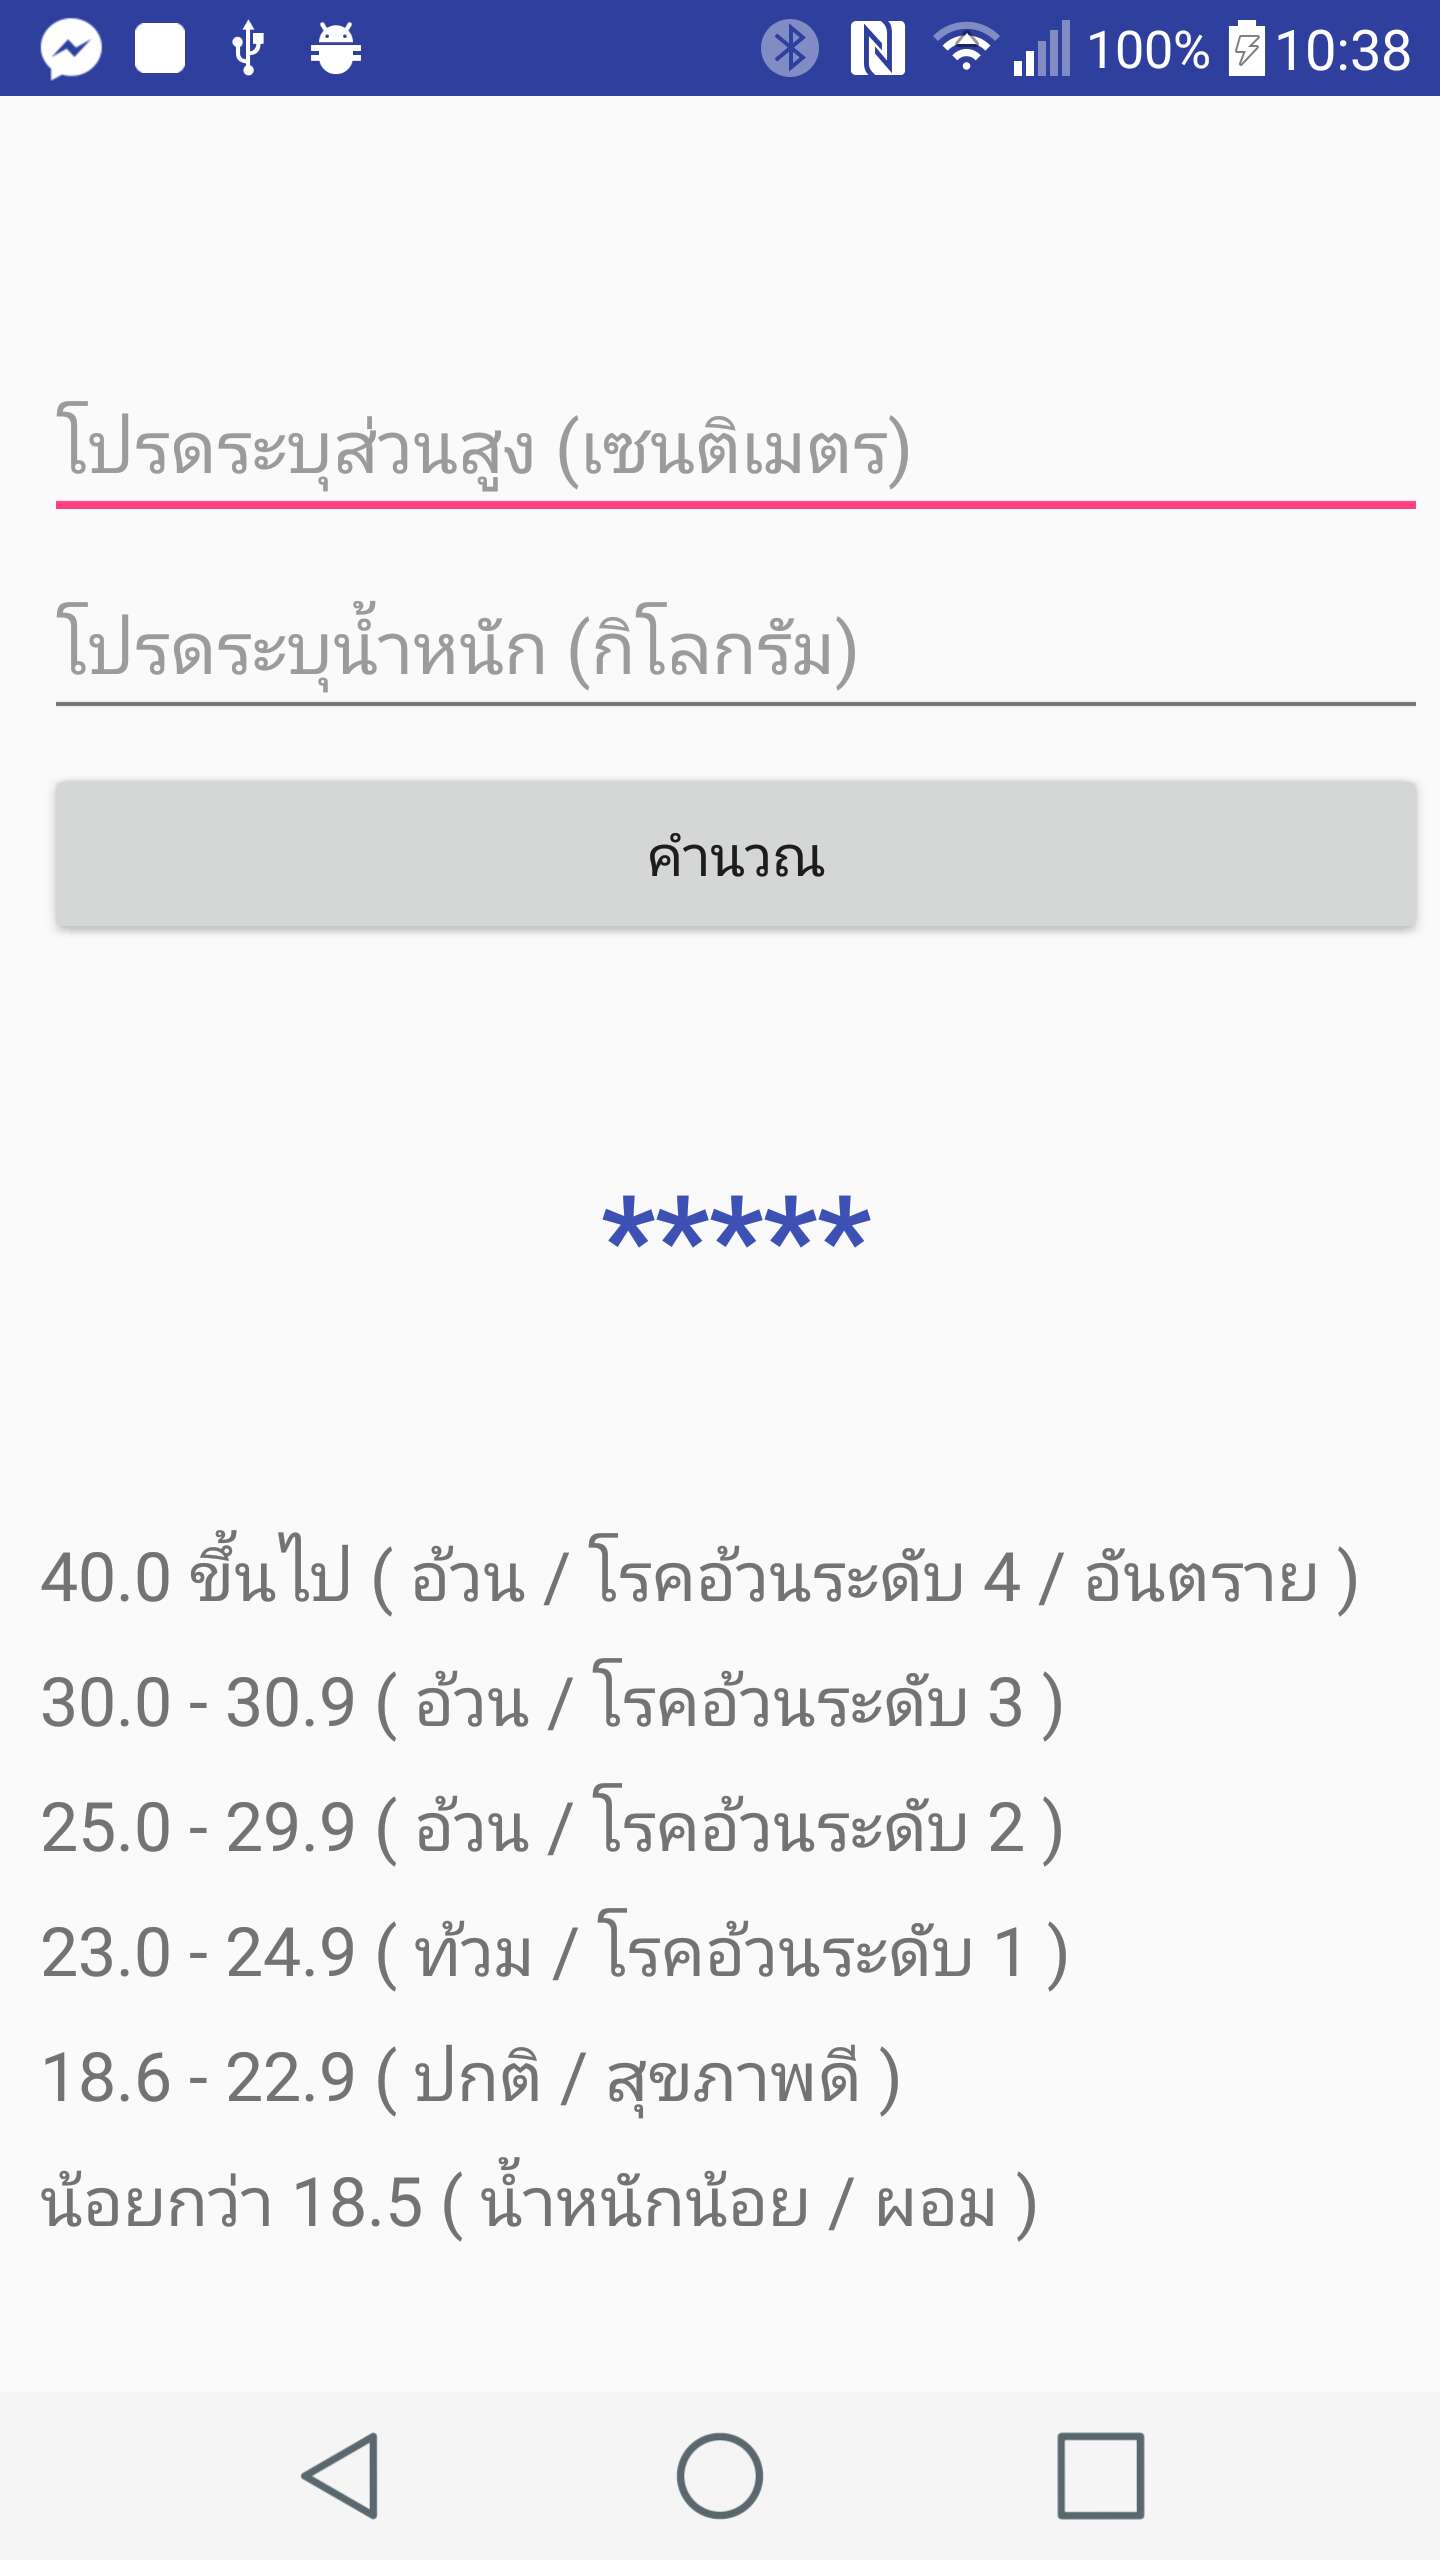 100% 10:38
โปรดระบุส่วนสูง (เซนติเมตร)
โปรดระบุน้ำหนัก (กิโลกรัม)
คำนวณ
*****
40.0 ขึ้นไป ( อ้วน / โรคอ้วนระดับ 4 / อันตราย )
30.0 - 30.9 ( อ้วน / โรคอ้วนระดับ 3 )
25.0 - 29.9 ( อ้วน / โรคอ้วนระดับ 2 )
23.0 - 24.9 ( ท้วม / โรคอ้วนระดับ 1 )
18.6 - 22.9 ( ปกติ / สุขภาพดี )
น้อยกว่า 18.5 ( น้ำหนักน้อย / ผอม )